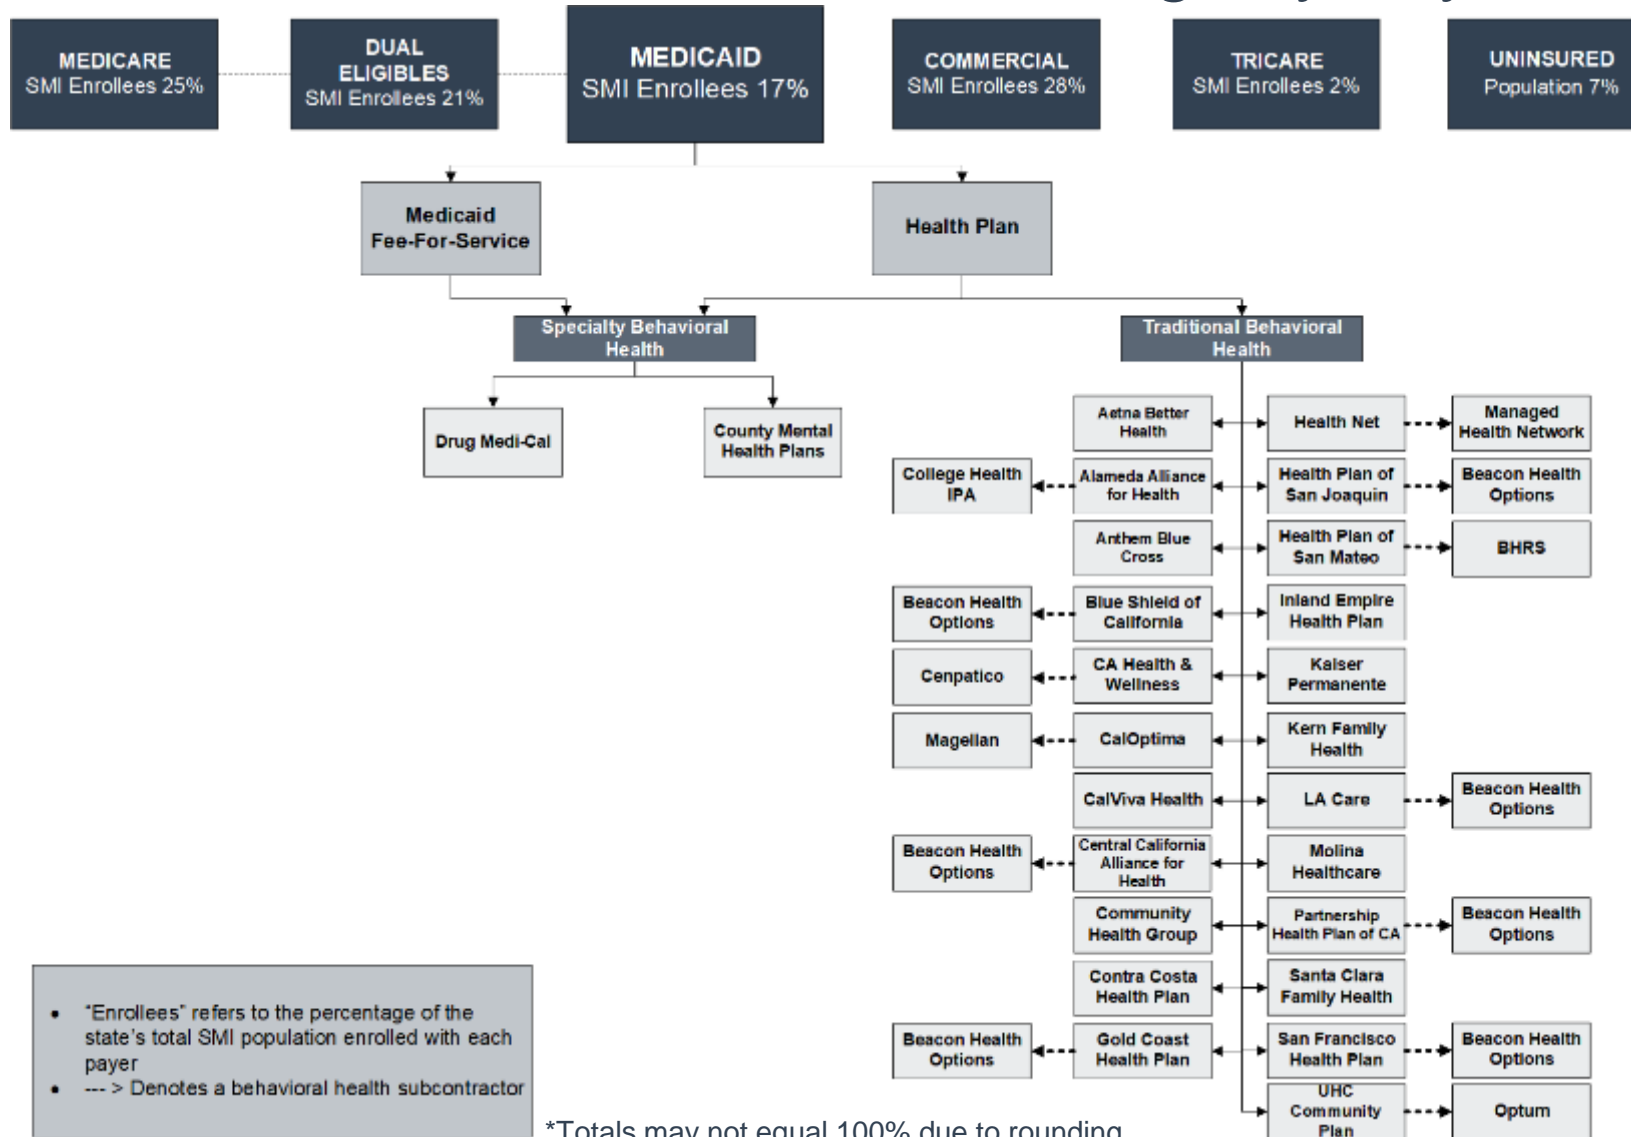 MEDICARE
SMI Enrollees 25%
DUAL
ELIGIBLES
SMI Enrollees 21%
MEDICAID
SMI Enrollees 17%
COMMERCIAL
SMI Enrollees 28%
TRICARE
SMI Enrollees 2%
UNINSURED
Population 7%
Medicaid
Fee-For-Service
Health Plan
Specialty Behavioral
Health
Traditional Behavioral
Health
Drug Medi-Cal
County Mental
Health Plans
Aetna Better
Health
Health Net
Managed
Health Network
College Health
IPA
Alameda Alliance
for Health
Health Plan of
San Joaquin
Beacon Health
Options
Anthem Blue
Cross
Health Plan of
San Mateo
BHRS
Beacon Health
Options
Blue Shield of
California
Inland Empire
Health Plan
Cenpatico
CA Health &
Wellness
Kaiser
Permanente
Magellan
CalOptima
Kern Family
Health
CalViva Health
LA Care
Beacon Health
Options
Beacon Health
Options
Central California
Alliance for
Health
Molina
Healthcare
Community
Health Group
Partnership
Health Plan of CA
Beacon Health
Options
Contra Costa
Health Plan
Santa Clara
Family Health
Beacon Health
Options
Gold Coast
Health Plan
San Francisco
Health Plan
Beacon Health
Options
UHC
Community
Plan
Optum
• "Enrollees" refers to the percentage of the
state's total SMI population enrolled with each
payer
• --- > Denotes a behavioral health subcontractor
*Totals may not equal 100% due to rounding